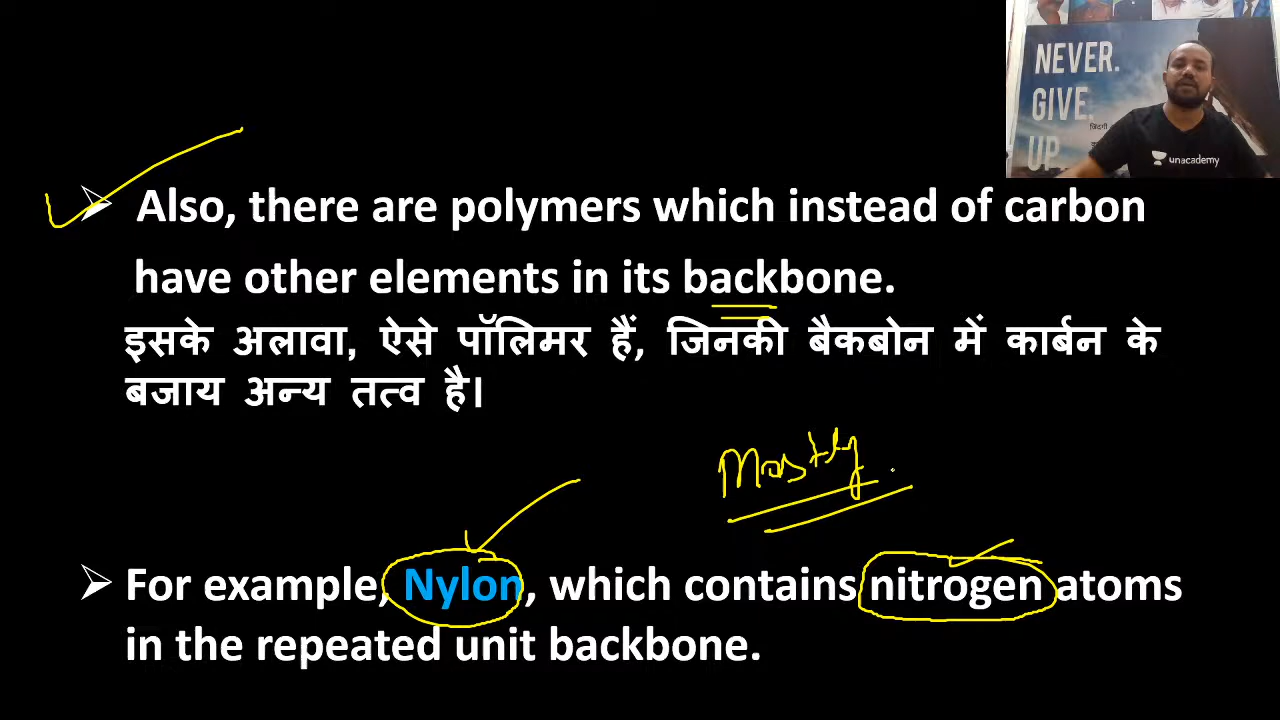 NEVER.
GIVE
UP
जिंदगी
unacademy
Also, there are polymers which instead of carbon
have other elements in its backbone.
इसके अलावा, ऐसे पॉलिमर हैं, जिनकी बैकबोन में कार्बन के
बजाय अन्य तत्व है।
Mostly
For example, Nylon, which contains nitrogen atoms
in the repeated unit backbone.